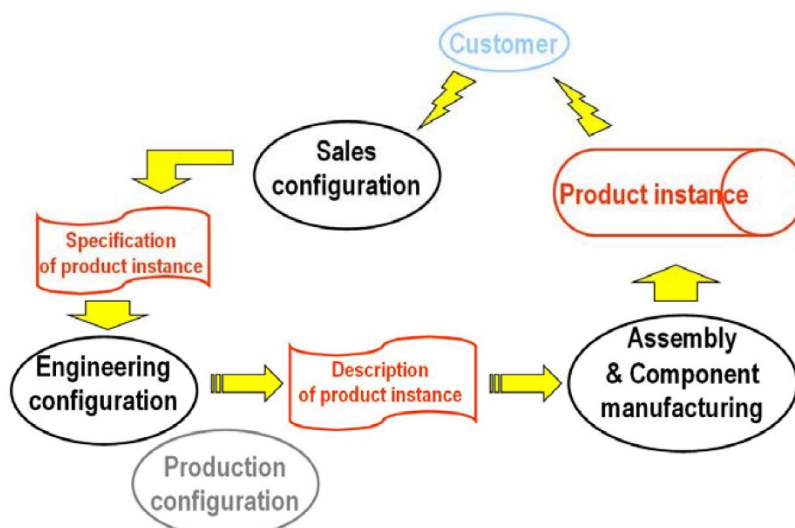 Customer
Sales
configuration
Product instance
Specification
of product instance
Engineering
configuration
Description
of product instance
Assembly
& Component
manufacturing
Production
configuration